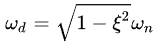 ω_d = √(1 − ξ²) ω_n